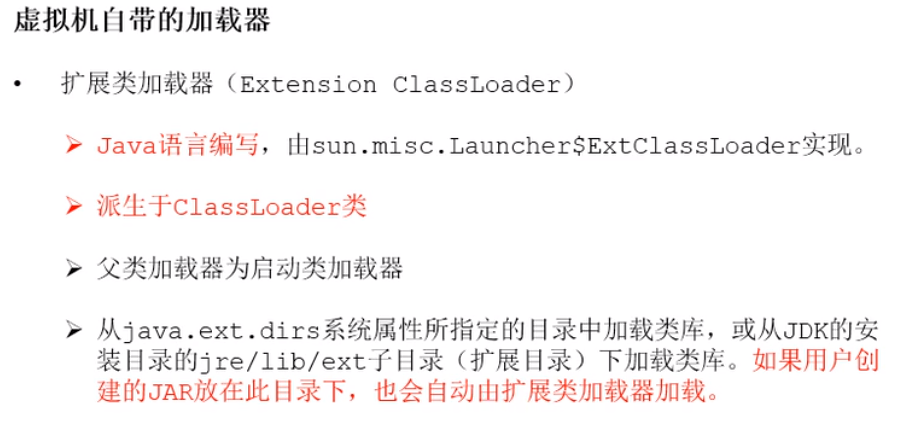 虚拟机自带的加载器
• 扩展类加载器（Extension ClassLoader）
➢ Java语言编写，由sun.misc.Launcher$ExtClassLoader实现。
➢ 派生于ClassLoader类
➢ 父类加载器为启动类加载器
➢ 从java.ext.dirs系统属性所指定的目录中加载类库，或从JDK的安
装目录的jre/lib/ext子目录（扩展目录）下加载类库。如果用户创
建的JAR放在此目录下，也会自动由扩展类加载器加载。